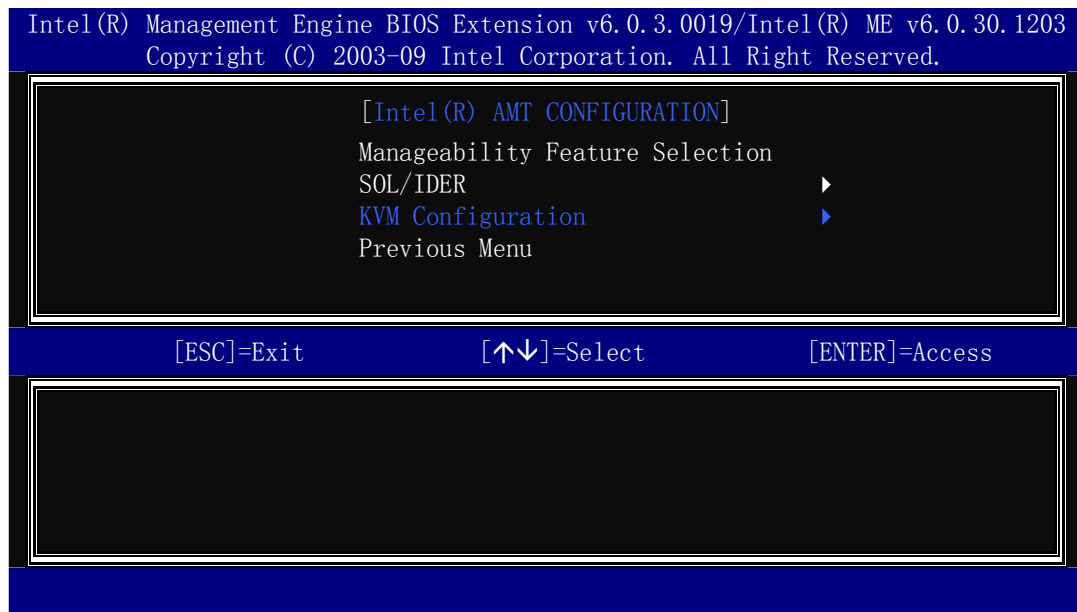 Intel(R) Management Engine BIOS Extension v6.0.3.0019/Intel(R) ME v6.0.30.1203
Copyright (C) 2003-09 Intel Corporation. All Right Reserved.
[Intel(R) AMT CONFIGURATION]
Manageability Feature Selection
SOL/IDER ▶
KVM Configuration ▶
Previous Menu
[ESC]=Exit [↑↓]=Select [ENTER]=Access